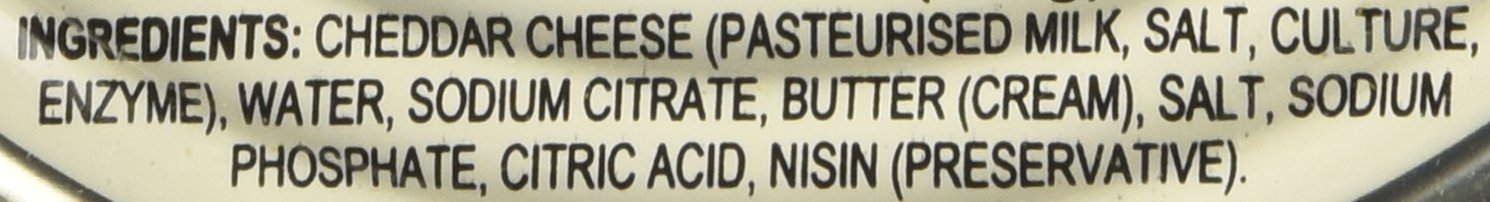 INGREDIENTS: CHEDDAR CHEESE (PASTEURISED MILK, SALT, CULTURE,
ENZYME), WATER, SODIUM CITRATE, BUTTER (CREAM), SALT, SODIUM
PHOSPHATE, CITRIC ACID, NISIN (PRESERVATIVE).